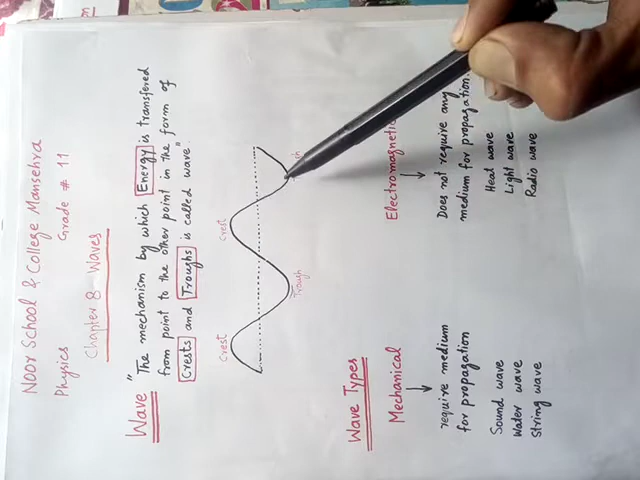 Noor School & College Mansehra
Physics Grade # 11
Chapter 8 Waves
Wave "The mechanism by which Energy is transfered
from point to the other point in the form of
Crests and Troughs is called wave"
Crest Crest
Trough
Wave Types
Mechanical
require medium
for propagation
Sound wave
Water wave
String wave
Electromagnetic
Does not require any
medium for propagation.
Heat wave
Light wave
Radio wave